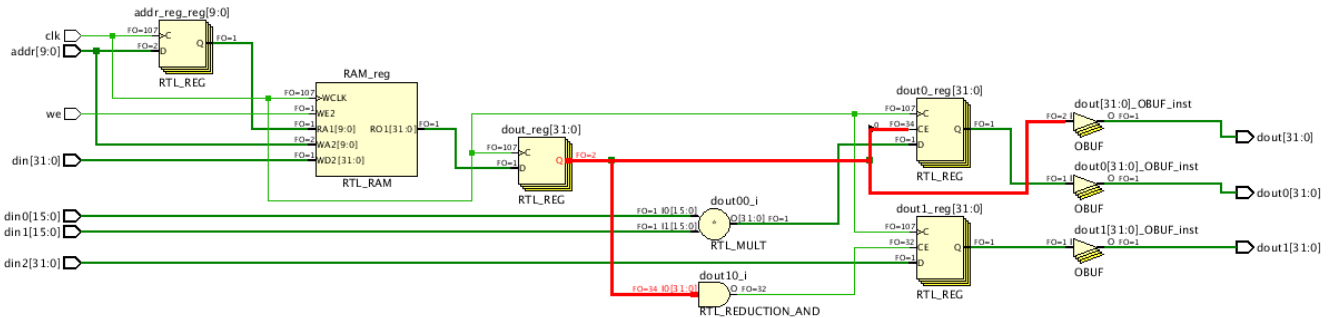 addr_reg_reg[9:0]
clk
FO=107
C
addr[9:0]
FO=2
D
Q
FO=1
RTL_REG
RAM_reg
FO=107
WCLK
we
FO=1
WE2
FO=1
RA1[9:0]
RO1[31:0]
FO=1
FO=2
WA2[9:0]
din[31:0]
FO=1
WD2[31:0]
RTL_RAM
dout_reg[31:0]
FO=107
C
FO=1
D
Q
FO=2
RTL_REG
din0[15:0]
din1[15:0]
dout00_i
FO=1 I0[15:0]
FO=1 I1[15:0]
*
O[31:0] FO=1
RTL_MULT
din2[31:0]
dout10_i
FO=34 I0[31:0]
O FO=32
RTL_REDUCTION_AND
dout0_reg[31:0]
FO=107
C
0
FO=34
CE
FO=1
D
Q
FO=1
RTL_REG
dout1_reg[31:0]
FO=107
C
FO=32
CE
FO=1
D
Q
FO=1
RTL_REG
dout[31:0]_OBUF_inst
FO=2 I
O FO=1
OBUF
dout[31:0]
dout0[31:0]_OBUF_inst
FO=1 I
O FO=1
OBUF
dout0[31:0]
dout1[31:0]_OBUF_inst
FO=1 I
O FO=1
OBUF
dout1[31:0]